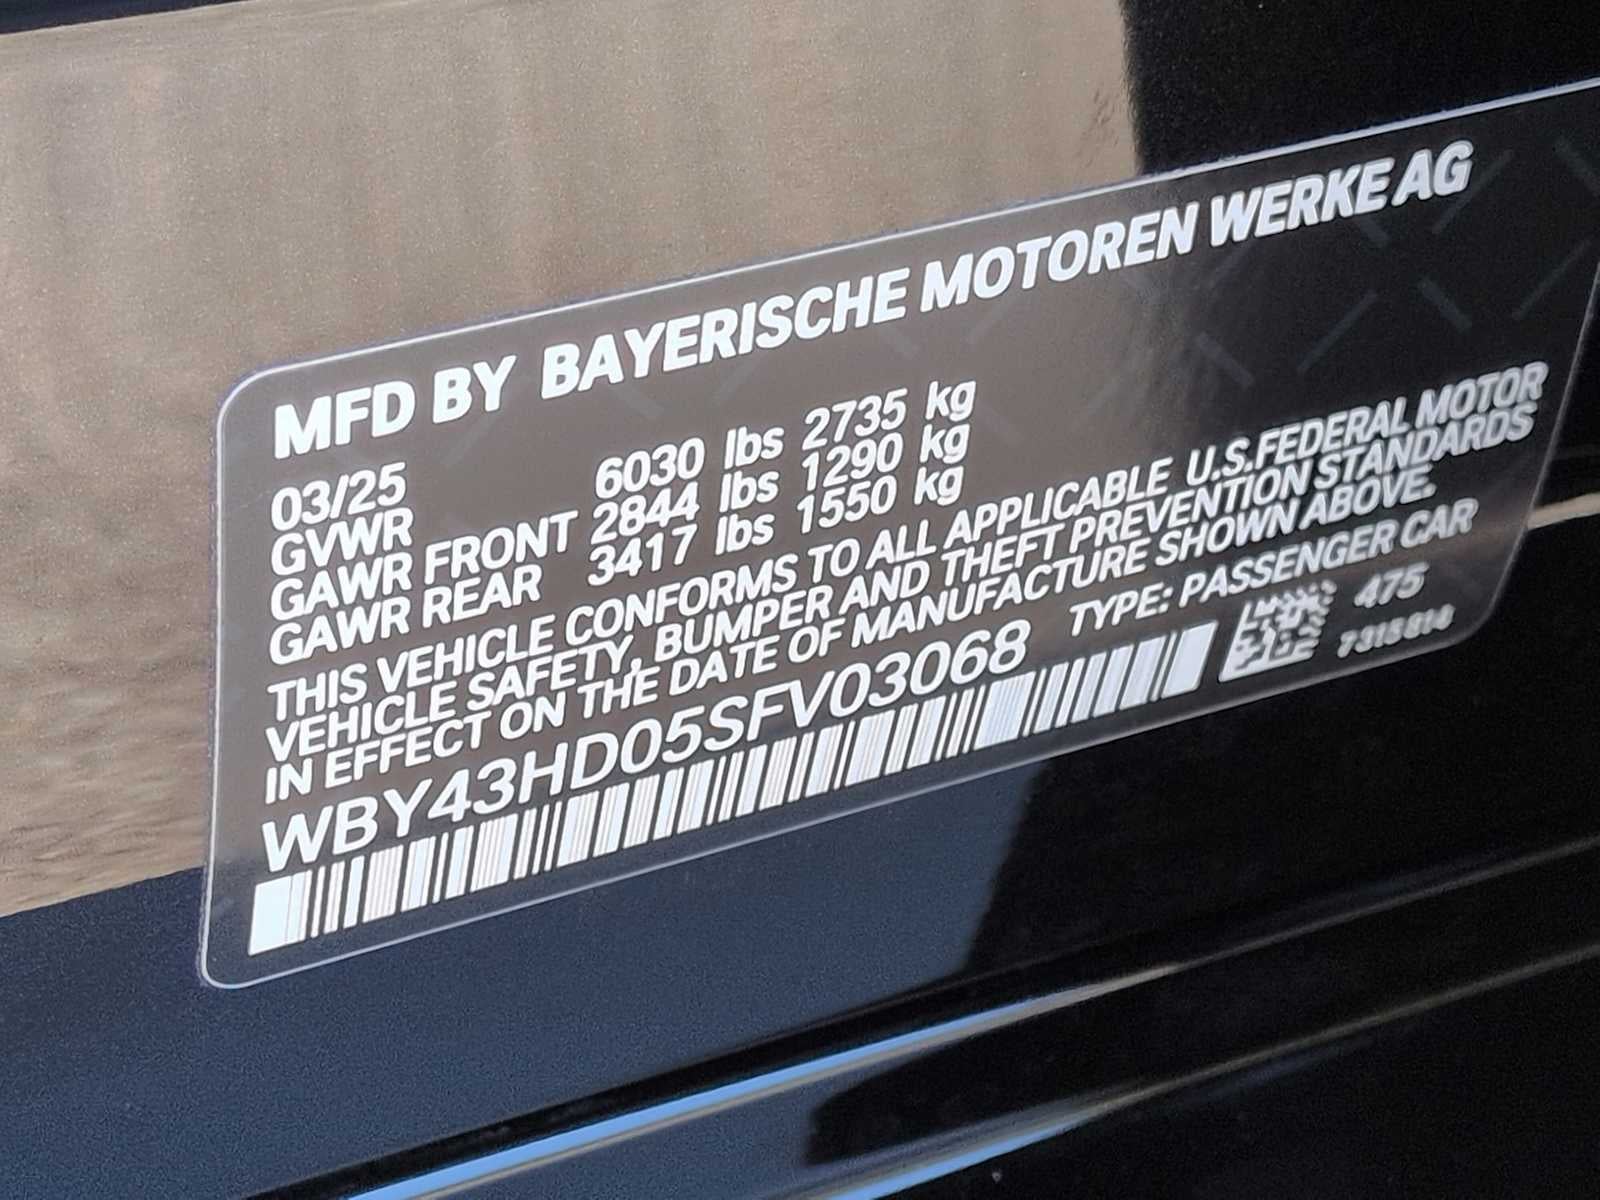 MFD BY BAYERISCHE MOTOREN WERKE AG
03/25
GVWR 6030 lbs 2735 kg
GAWR FRONT 2844 lbs 1290 kg
GAWR REAR 3417 lbs 1550 kg
THIS VEHICLE CONFORMS TO ALL APPLICABLE U.S.FEDERAL MOTOR
VEHICLE SAFETY, BUMPER AND THEFT PREVENTION STANDARDS
IN EFFECT ON THE DATE OF MANUFACTURE SHOWN ABOVE.
WBY43HD05SFV03068 TYPE: PASSENGER CAR
475